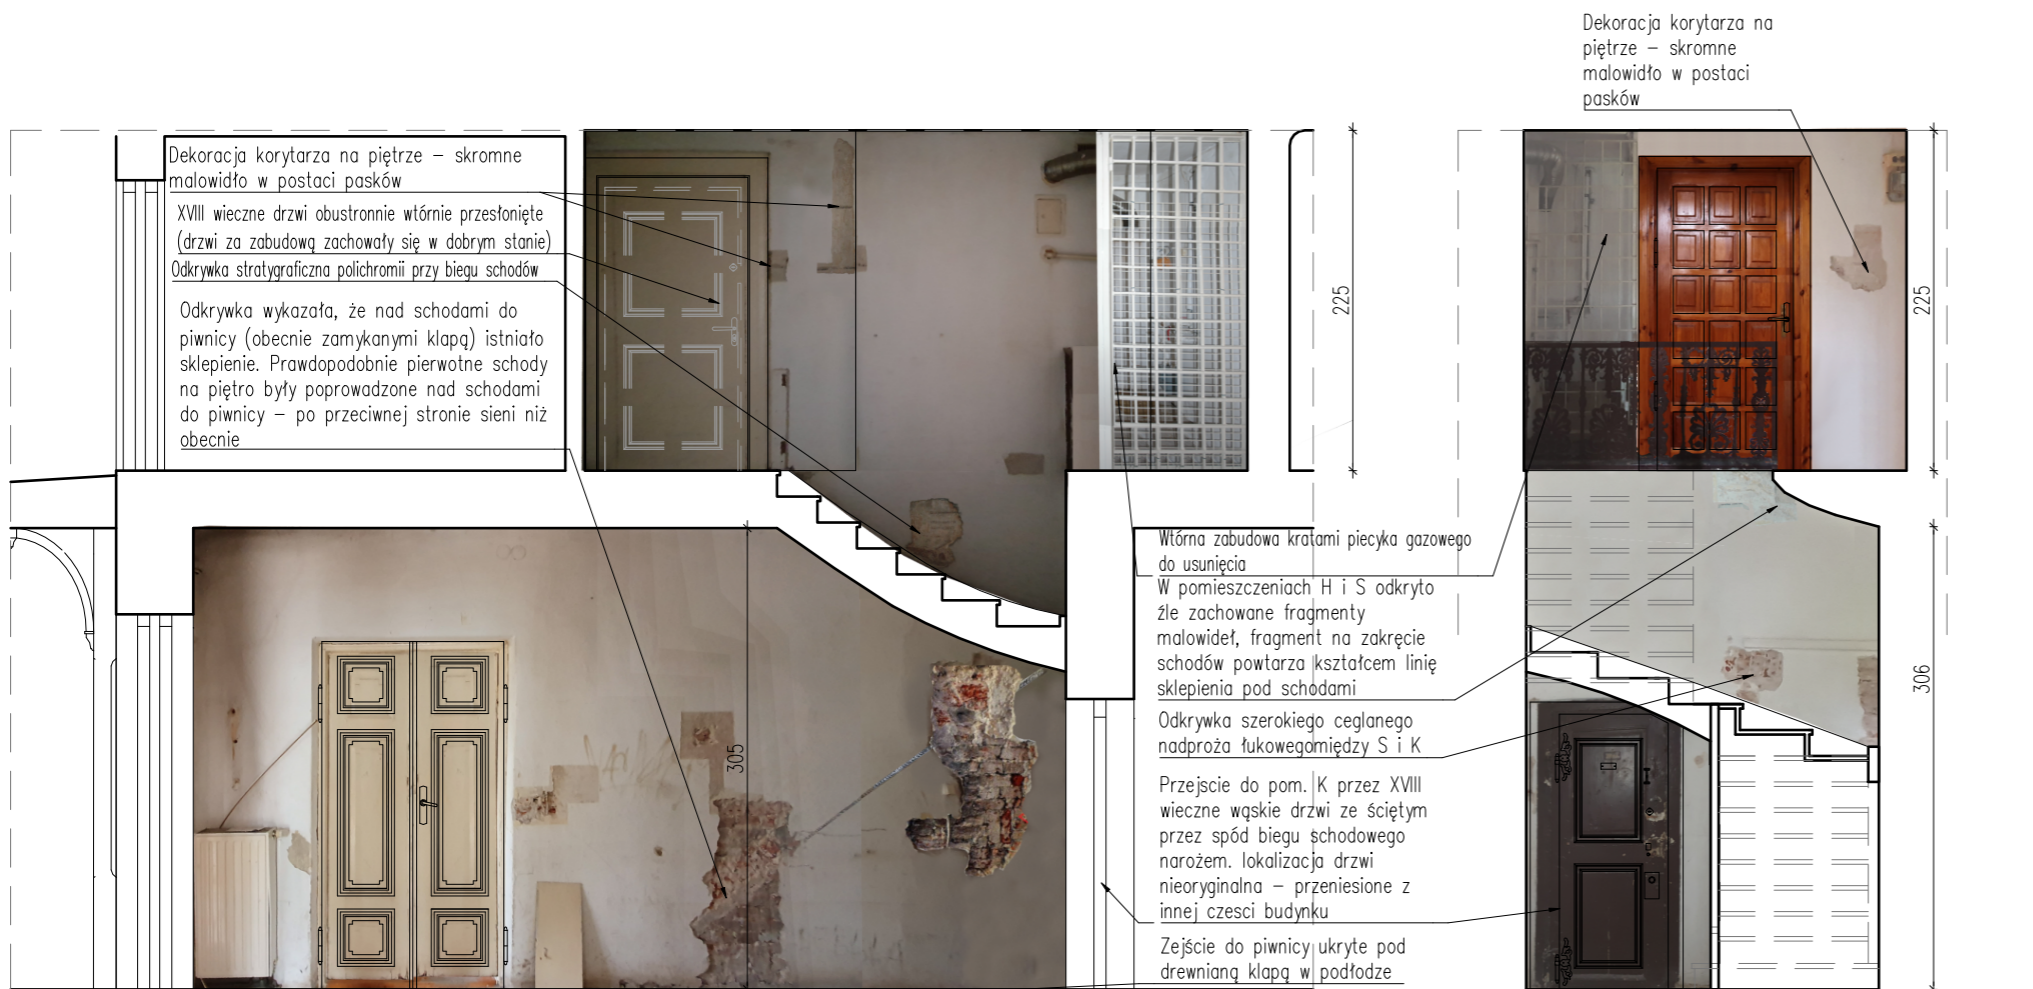 Dekoracja korytarza na
piętrze – skromne
malowidło w postaci
pasków
Dekoracja korytarza na piętrze – skromne
malowidło w postaci pasków
XVIII wieczne drzwi obustronnie wtórnie przesłonięte
(drzwi za zabudową zachowały się w dobrym stanie)
Odkrywka stratygraficzna polichromii przy biegu schodów
Odkrywka wykazała, że nad schodami do
piwnicy (obecnie zamykanymi klapą) istniało
sklepienie. Prawdopodobnie pierwotne schody
na piętro były poprowadzone nad schodami
do piwnicy – po przeciwnej stronie sieni niż
obecnie
225
225
305
306
Wtórna zabudowa kratami piecyka gazowego
do usunięcia
W pomieszczeniach H i S odkryto
źle zachowane fragmenty
malowideł, fragment na zakręcie
schodów powtarza kształcem linię
sklepienia pod schodami
Odkrywka szerokiego ceglanego
nadproża łukowegomiędzy S i K
Przejscie do pom. K przez XVIII
wieczne wąskie drzwi ze ściętym
przez spód biegu schodowego
narożem. lokalizacja drzwi
nieoryginalna – przeniesione z
innej czesci budynku
Zejście do piwnicy ukryte pod
drewnianą klapą w podłodze